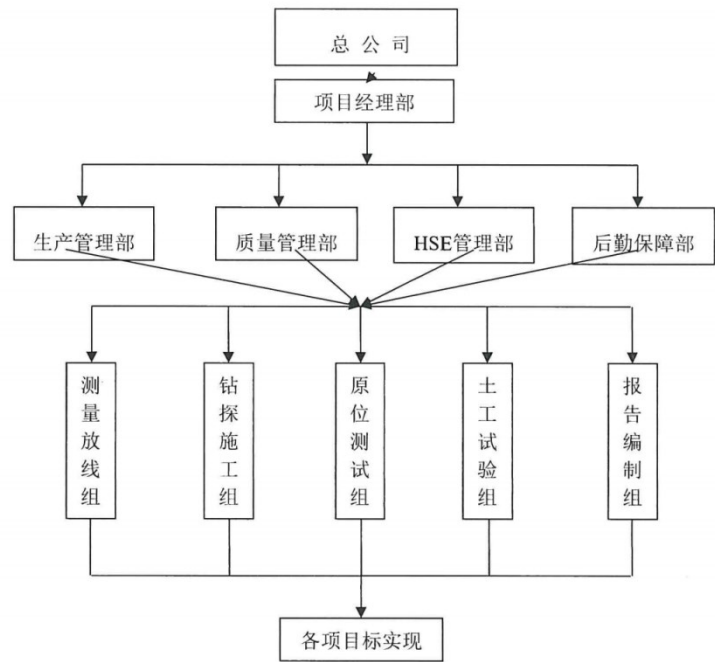 总公司
项目经理部
生产管理部
质量管理部
HSE管理部
后勤保障部
测量放线组
钻探施工组
原位测试组
土工试验组
报告编制组
各项目标实现